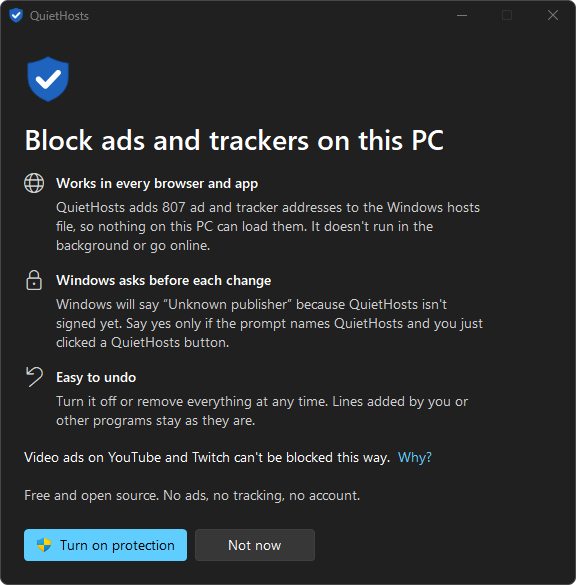 QuietHosts
Block ads and trackers on this PC
Works in every browser and app
QuietHosts adds 807 ad and tracker addresses to the Windows hosts
file, so nothing on this PC can load them. It doesn't run in the
background or go online.
Windows asks before each change
Windows will say “Unknown publisher” because QuietHosts isn't
signed yet. Say yes only if the prompt names QuietHosts and you just
clicked a QuietHosts button.
Easy to undo
Turn it off or remove everything at any time. Lines added by you or
other programs stay as they are.
Video ads on YouTube and Twitch can't be blocked this way. Why?
Free and open source. No ads, no tracking, no account.
Turn on protection Not now